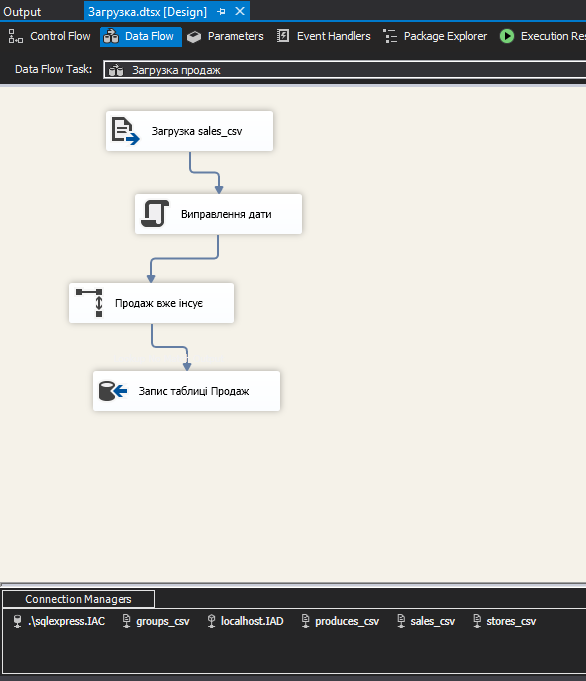 Output
Загрузка.dtsx [Design]
Control Flow
Data Flow
Parameters
Event Handlers
Package Explorer
Execution Res
Data Flow Task:
Загрузка продаж
Загрузка sales_csv
Виправлення дати
Продаж вже інсує
Запис таблиці Продаж
Connection Managers
.\sqlexpress.IAC
groups_csv
localhost.IAD
produces_csv
sales_csv
stores_csv